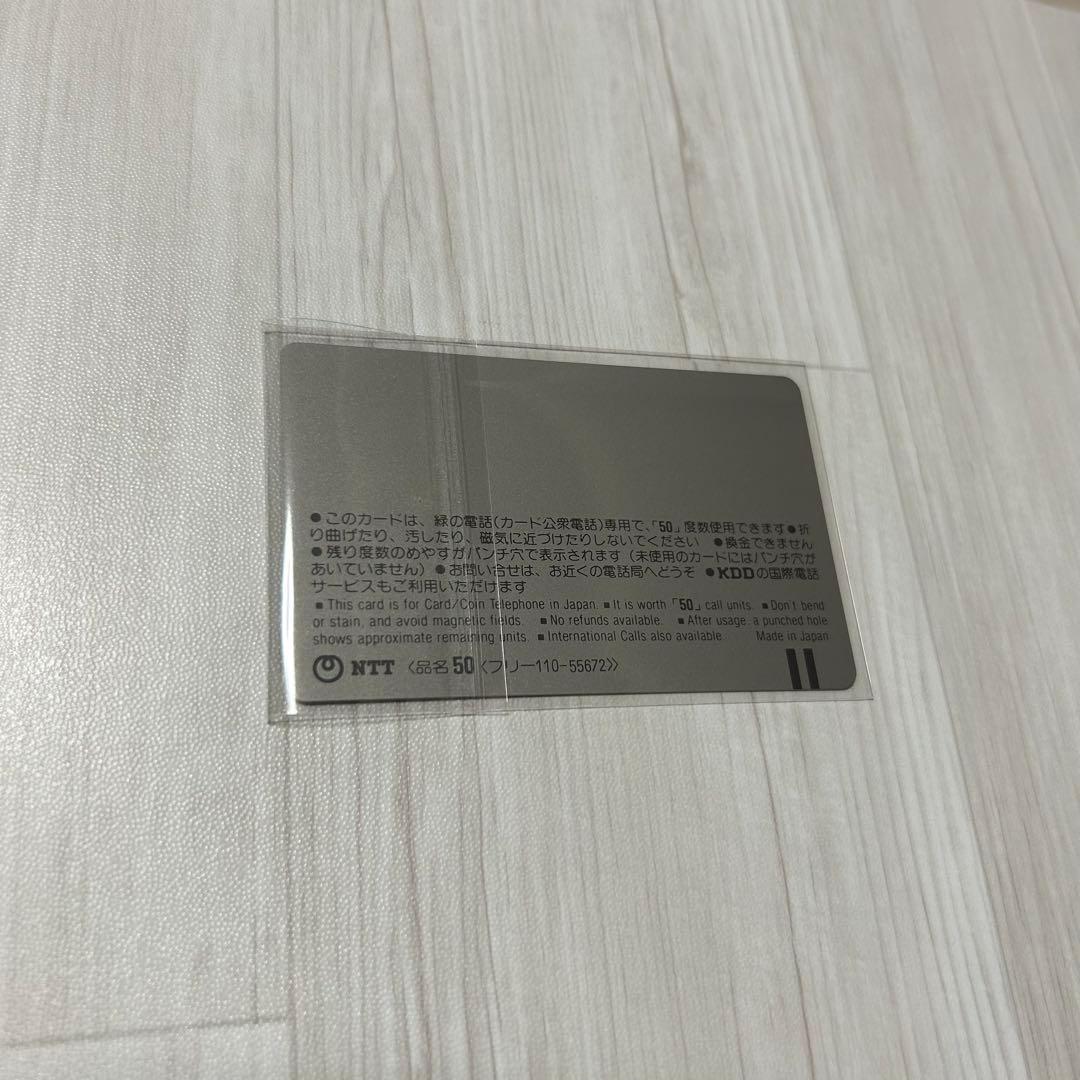 ●このカードは、緑の電話(カード公衆電話)専用で、「50」度数使用できます●折
り曲げたり、汚したり、磁気に近づけたりしないでください ●換金できません
●残り度数のめやすがパンチ穴で表示されます(未使用のカードにはパンチ穴が
あいていません)●お問い合せは、お近くの電話局へどうぞ ●KDDの国際電話
サービスもご利用いただけます
■This card is for Card/Coin Telephone in Japan. ■It is worth「50」call units. ■Don't bend
or stain, and avoid magnetic fields. ■No refunds available. ■After usage, a punched hole
shows approximate remaining units. ■International Calls also available. Made in Japan
NTT 〈品名50〈フリー110-55672》